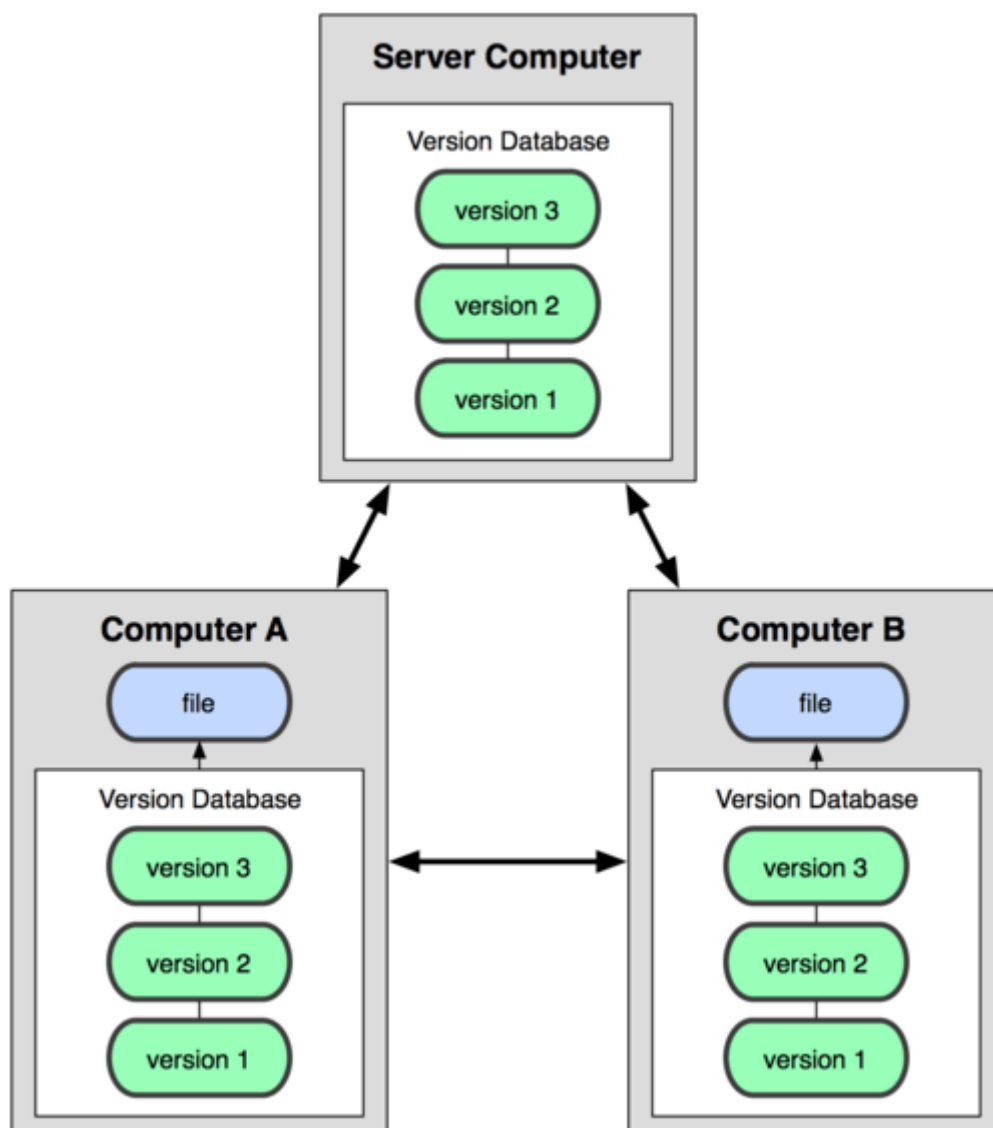 Server Computer
Version Database
version 3
version 2
version 1
Computer A
file
Version Database
version 3
version 2
version 1
Computer B
file
Version Database
version 3
version 2
version 1